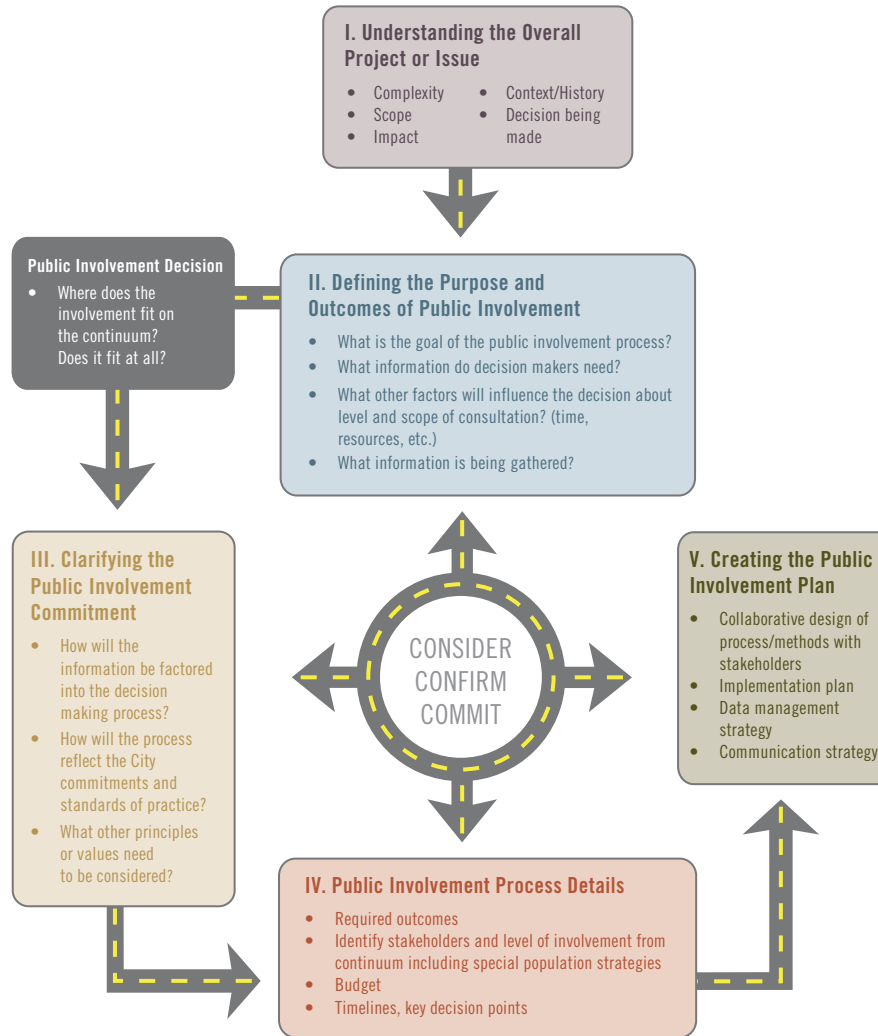 I. Understanding the Overall
Project or Issue
• Complexity
• Scope
• Impact
• Context/History
• Decision being
made
Public Involvement Decision
• Where does the
involvement fit on
the continuum?
Does it fit at all?
II. Defining the Purpose and
Outcomes of Public Involvement
• What is the goal of the public involvement process?
• What information do decision makers need?
• What other factors will influence the decision about
level and scope of consultation? (time,
resources, etc.)
• What information is being gathered?
III. Clarifying the
Public Involvement
Commitment
• How will the
information be factored
into the decision
making process?
• How will the process
reflect the City
commitments and
standards of practice?
• What other principles
or values need
to be considered?
CONSIDER
CONFIRM
COMMIT
IV. Public Involvement Process Details
• Required outcomes
• Identify stakeholders and level of involvement from
continuum including special population strategies
• Budget
• Timelines, key decision points
V. Creating the Public
Involvement Plan
• Collaborative design of
process/methods with
stakeholders
• Implementation plan
• Data management
strategy
• Communication strategy